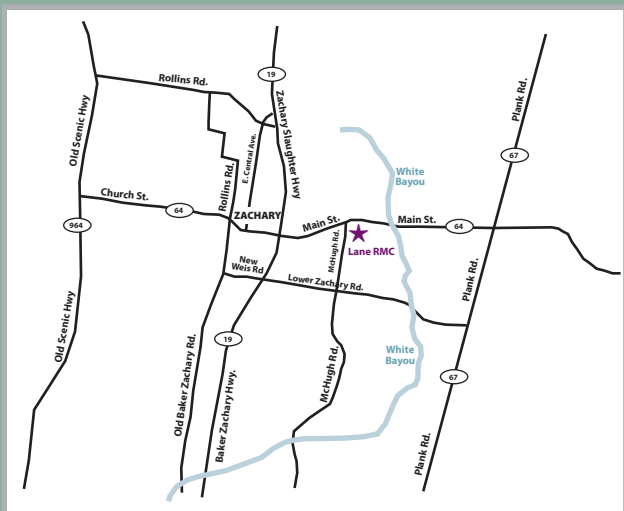 Rollins Rd.
19
Plank Rd.
Old Scenic Hwy
Zachary Slaughter Hwy
E. Central Ave.
67
Rollins Rd.
White
Bayou
Church St.
64
ZACHARY
Main St.
Main St.
64
964
McHugh Rd.
Lane RMC
New
Weis Rd
Lower Zachary Rd.
Plank Rd.
Old Scenic Hwy
19
White
Bayou
Old Baker Zachary Rd.
Baker Zachary Hwy.
McHugh Rd.
67
Plank Rd.